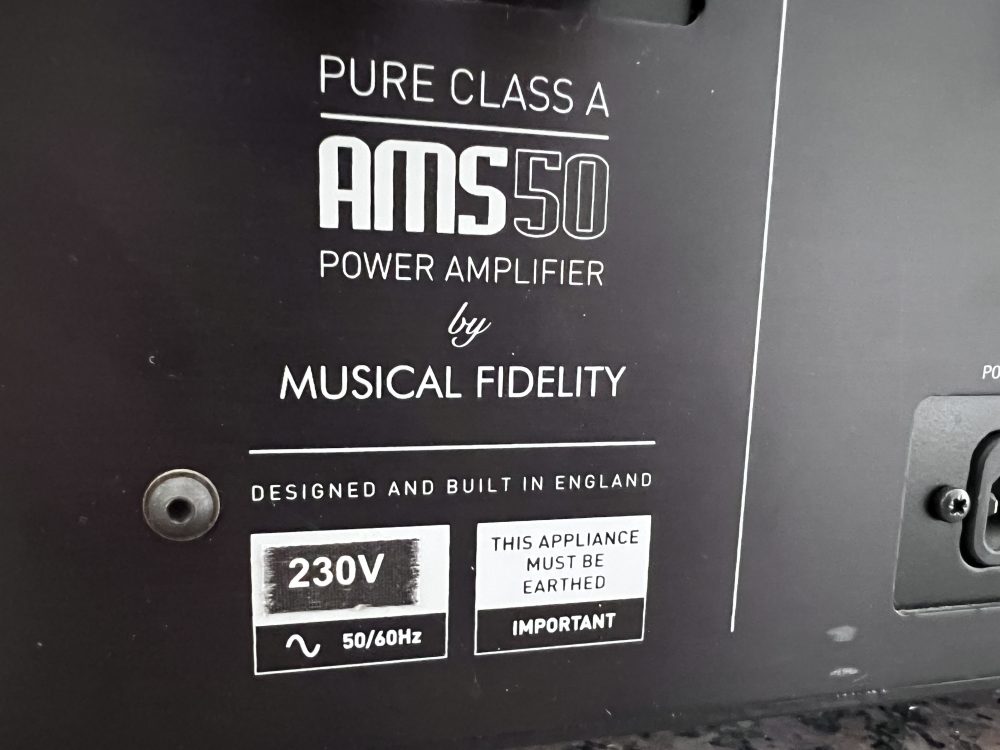 PURE CLASS A
AMS50
POWER AMPLIFIER
by
MUSICAL FIDELITY
DESIGNED AND BUILT IN ENGLAND
230V
50/60Hz
THIS APPLIANCE
MUST BE
EARTHED
IMPORTANT
PO